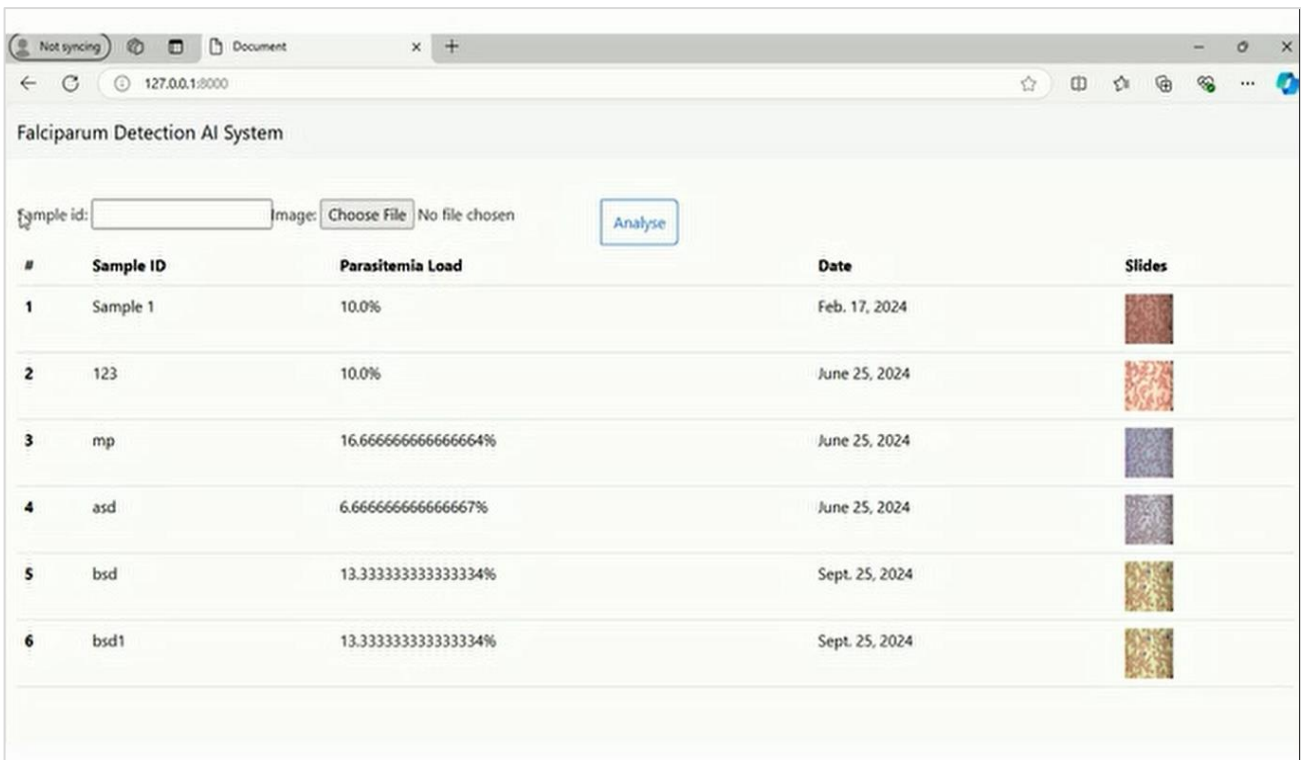 Not syncing Document
127.0.0.1:8000
Falciparum Detection AI System
Sample id: Image: Choose File No file chosen Analyse
# Sample ID Parasitemia Load Date Slides
1 Sample 1 10.0% Feb. 17, 2024
2 123 10.0% June 25, 2024
3 mp 16.666666666666664% June 25, 2024
4 asd 6.666666666666667% June 25, 2024
5 bsd 13.333333333333334% Sept. 25, 2024
6 bsd1 13.333333333333334% Sept. 25, 2024